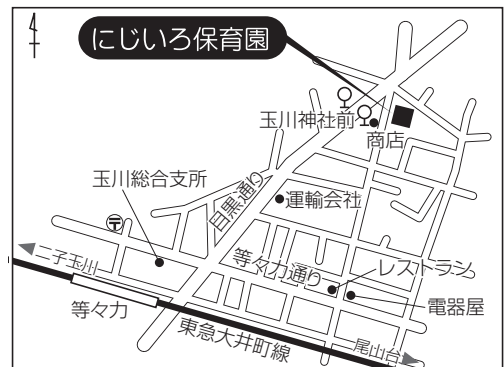 にじいろ保育園
玉川神社前
商店
玉川総合支所
目黒通り
運輸会社
〒
二子玉川
等々力通り
レストラン
等々力
電器屋
東急大井町線
尾山台